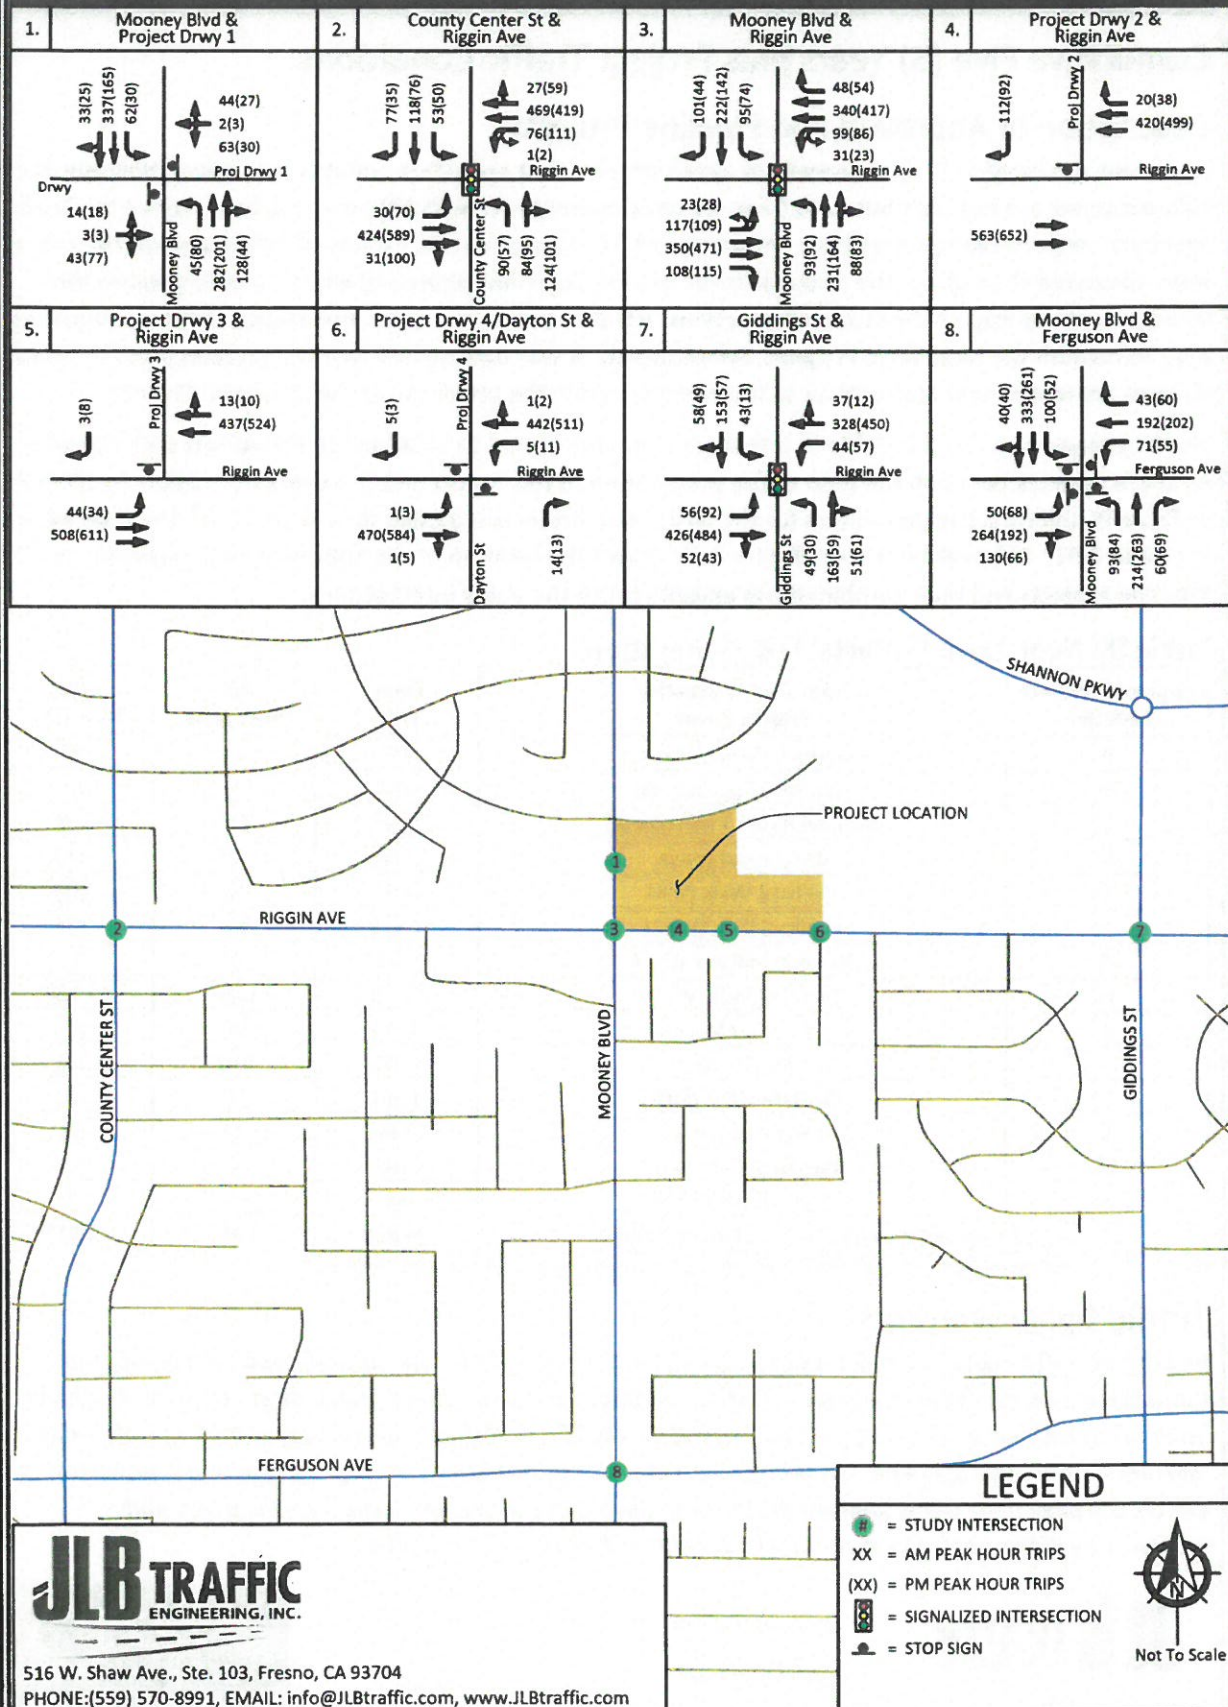 1.
Mooney Blvd &
Project Drwy 1
33(25)
337(165)
62(30)
44(27)
2(3)
63(30)
Proj Drwy 1
Drwy
14(18)
3(3)
43(77)
Mooney Blvd
45(80)
282(201)
128(44)
2.
County Center St &
Riggin Ave
77(35)
118(76)
53(50)
27(59)
469(419)
76(111)
1(2)
Riggin Ave
30(70)
424(589)
31(100)
County Center St
90(57)
84(95)
124(101)
3.
Mooney Blvd &
Riggin Ave
101(44)
222(142)
95(74)
48(54)
340(417)
99(86)
31(23)
Riggin Ave
23(28)
117(109)
350(471)
108(115)
Mooney Blvd
93(92)
231(164)
88(83)
4.
Project Drwy 2 &
Riggin Ave
112(92)
Proj Drwy 2
20(38)
420(499)
Riggin Ave
563(652)
5.
Project Drwy 3 &
Riggin Ave
3(8)
Proj Drwy 3
13(10)
437(524)
Riggin Ave
44(34)
508(611)
6.
Project Drwy 4/Dayton St &
Riggin Ave
5(3)
Proj Drwy 4
1(2)
442(511)
5(11)
Riggin Ave
1(3)
470(584)
1(5)
Dayton St
14(13)
7.
Giddings St &
Riggin Ave
58(49)
153(57)
43(13)
37(12)
328(450)
44(57)
Riggin Ave
56(92)
426(484)
52(43)
Giddings St
49(30)
163(59)
51(61)
8.
Mooney Blvd &
Ferguson Ave
40(40)
333(261)
100(52)
43(60)
192(202)
71(55)
Ferguson Ave
50(68)
264(192)
130(66)
Mooney Blvd
93(84)
214(263)
60(69)
SHANNON PKWY
PROJECT LOCATION
1
RIGGIN AVE
2
3
4
5
6
7
COUNTY CENTER ST
MOONEY BLVD
GIDDINGS ST
FERGUSON AVE
8
LEGEND
# = STUDY INTERSECTION
XX = AM PEAK HOUR TRIPS
(XX) = PM PEAK HOUR TRIPS
= SIGNALIZED INTERSECTION
= STOP SIGN
N
Not To Scale
JLB TRAFFIC
ENGINEERING, INC.
516 W. Shaw Ave., Ste. 103, Fresno, CA 93704
PHONE:(559) 570-8991, EMAIL: info@JLBtraffic.com, www.JLBtraffic.com